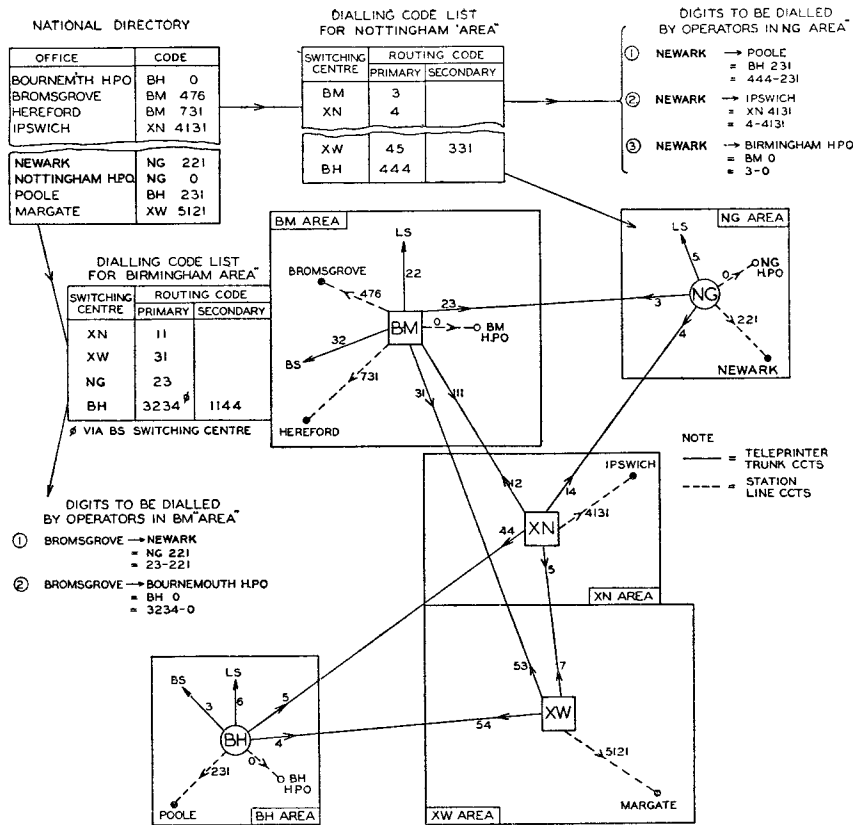 NATIONAL DIRECTORY
OFFICE CODE
BOURNEM'TH H.P.O BH 0
BROMSGROVE BM 476
HEREFORD BM 731
IPSWICH XN 4131
NEWARK NG 221
NOTTINGHAM H.P.O. NG 0
POOLE BH 231
MARGATE XW 5121
DIALLING CODE LIST
FOR NOTTINGHAM "AREA"
SWITCHING CENTRE ROUTING CODE
PRIMARY SECONDARY
BM 3
XN 4
XW 45 331
BH 444
DIGITS TO BE DIALLED
BY OPERATORS IN NG AREA"
① NEWARK → POOLE
= BH 231
= 444-231
② NEWARK → IPSWICH
= XN 4131
= 4-4131
③ NEWARK → BIRMINGHAM H.P.O
= BM 0
= 3-0
DIALLING CODE LIST
FOR BIRMINGHAM AREA"
SWITCHING CENTRE ROUTING CODE
PRIMARY SECONDARY
XN 11
XW 31
NG 23
BH 3234 ø 1144
ø VIA BS SWITCHING CENTRE
DIGITS TO BE DIALLED
BY OPERATORS IN BM "AREA"
① BROMSGROVE → NEWARK
= NG 221
= 23-221
② BROMSGROVE → BOURNEMOUTH H.P.O
= BH 0
= 3234-0
BM AREA
LS
BROMSGROVE
22
476
23
BM
0
BM
H.P.O
32
BS
731
31
111
HEREFORD
NG AREA
LS
5
0
NG
H.P.O
3
NG
221
4
NEWARK
NOTE
= TELEPRINTER
TRUNK CCTS
= STATION
LINE CCTS
IPSWICH
12
14
4131
XN
44
5
XN AREA
53
7
XW
54
5121
MARGATE
XW AREA
BS
LS
3
6
5
BH
4
231
0
BH
H.P.O
POOLE
BH AREA